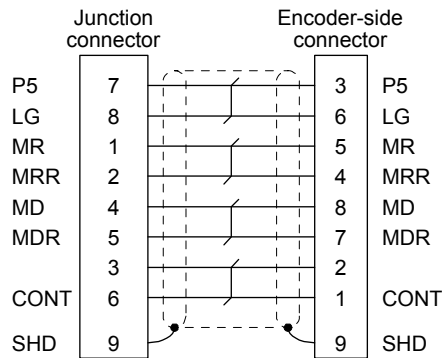 Junction connector Encoder-side connector
P5 7 3 P5
LG 8 6 LG
MR 1 5 MR
MRR 2 4 MRR
MD 4 8 MD
MDR 5 7 MDR
3 2
CONT 6 1 CONT
SHD 9 9 SHD